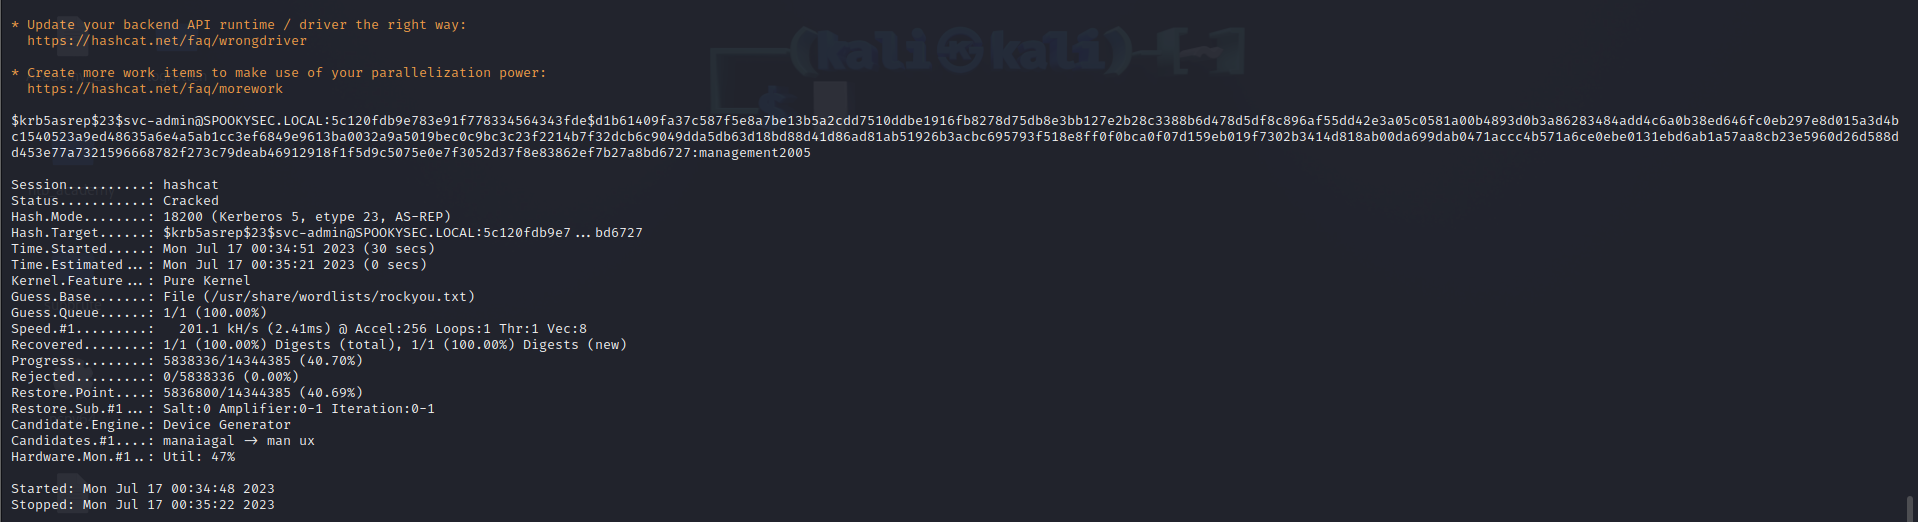 (kali㉿kali)-[~]
$
* Update your backend API runtime / driver the right way:
  https://hashcat.net/faq/wrongdriver

* Create more work items to make use of your parallelization power:
  https://hashcat.net/faq/morework

$krb5asrep$23$svc-admin@SPOOKYSEC.LOCAL:5c120fdb9e783e91f778334564343fde$d1b61409fa37c587f5e8a7be13b5a2cdd7510ddbe1916fb8278d75db8e3bb127e2b28c3388b6d478d5df8c896af55dd42e3a05c0581a00b4893d0b3a86283484add4c6a0b38ed646fc0eb297e8d015a3d4b
c1540523a9ed48635a6e4a5ab1cc3ef6849e9613ba0032a9a5019bec0c9bc3c23f2214b7f32dcb6c9049dda5db63d18bd88d41d86ad81ab51926b3acbc695793f518e8ff0f0bca0f07d159eb019f7302b3414d818ab00da699dab0471accc4b571a6ce0ebe0131ebd6ab1a57aa8cb23e5960d26d588d
d453e77a7321596668782f273c79deab46912918f1f5d9c5075e0e7f3052d37f8e83862ef7b27a8bd6727:management2005

Session..........: hashcat
Status...........: Cracked
Hash.Mode........: 18200 (Kerberos 5, etype 23, AS-REP)
Hash.Target......: $krb5asrep$23$svc-admin@SPOOKYSEC.LOCAL:5c120fdb9e7...bd6727
Time.Started.....: Mon Jul 17 00:34:51 2023 (30 secs)
Time.Estimated...: Mon Jul 17 00:35:21 2023 (0 secs)
Kernel.Feature...: Pure Kernel
Guess.Base.......: File (/usr/share/wordlists/rockyou.txt)
Guess.Queue......: 1/1 (100.00%)
Speed.#1.........:   201.1 kH/s (2.41ms) @ Accel:256 Loops:1 Thr:1 Vec:8
Recovered........: 1/1 (100.00%) Digests (total), 1/1 (100.00%) Digests (new)
Progress.........: 5838336/14344385 (40.70%)
Rejected.........: 0/5838336 (0.00%)
Restore.Point....: 5836800/14344385 (40.69%)
Restore.Sub.#1...: Salt:0 Amplifier:0-1 Iteration:0-1
Candidate.Engine.: Device Generator
Candidates.#1....: manaiagal -> man ux
Hardware.Mon.#1..: Util: 47%

Started: Mon Jul 17 00:34:48 2023
Stopped: Mon Jul 17 00:35:22 2023